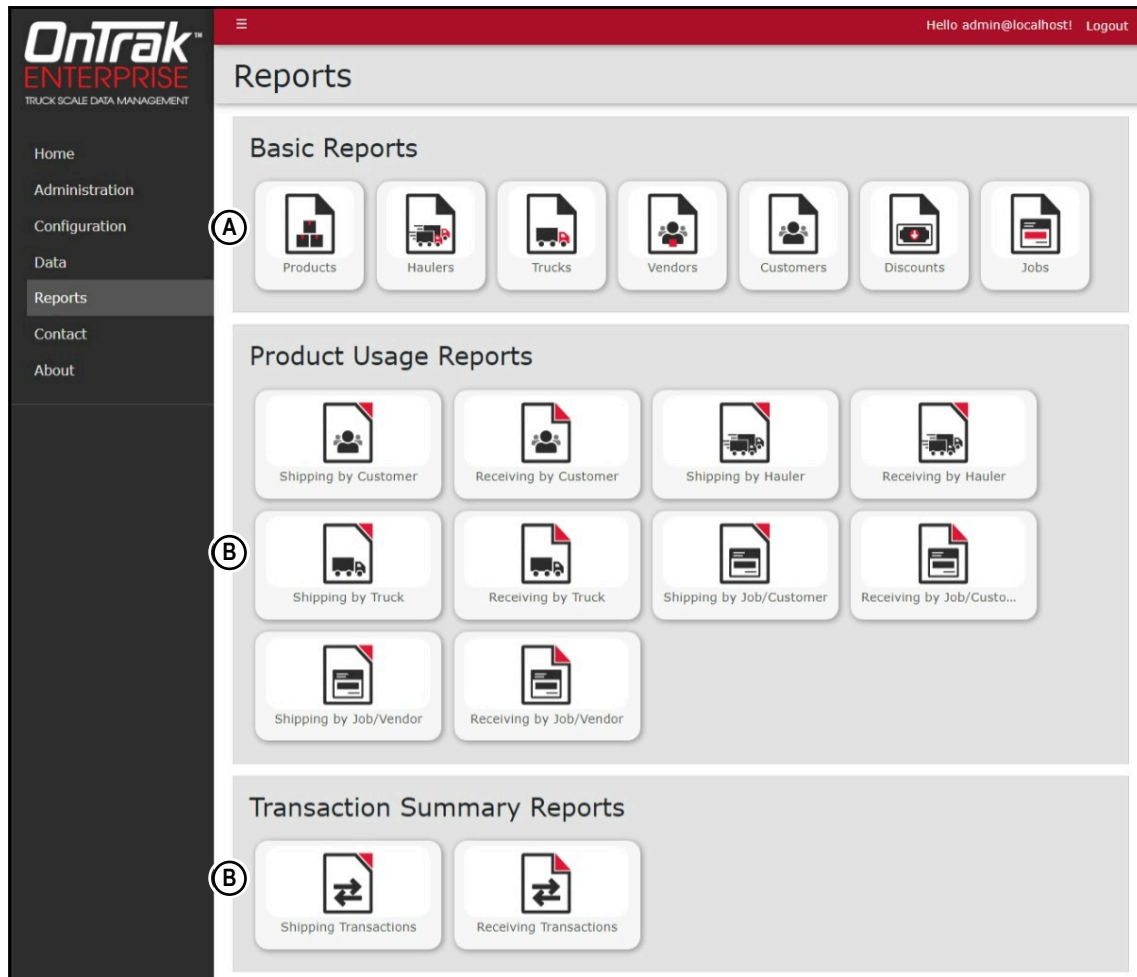 OnTrak™
ENTERPRISE
TRUCK SCALE DATA MANAGEMENT
☰ Hello admin@localhost! Logout
Reports
Home
Administration
Configuration
Data
Reports
Contact
About
Basic Reports
A
Products Haulers Trucks Vendors Customers Discounts Jobs
Product Usage Reports
Shipping by Customer Receiving by Customer Shipping by Hauler Receiving by Hauler
B
Shipping by Truck Receiving by Truck Shipping by Job/Customer Receiving by Job/Custo...
Shipping by Job/Vendor Receiving by Job/Vendor
Transaction Summary Reports
B
Shipping Transactions Receiving Transactions